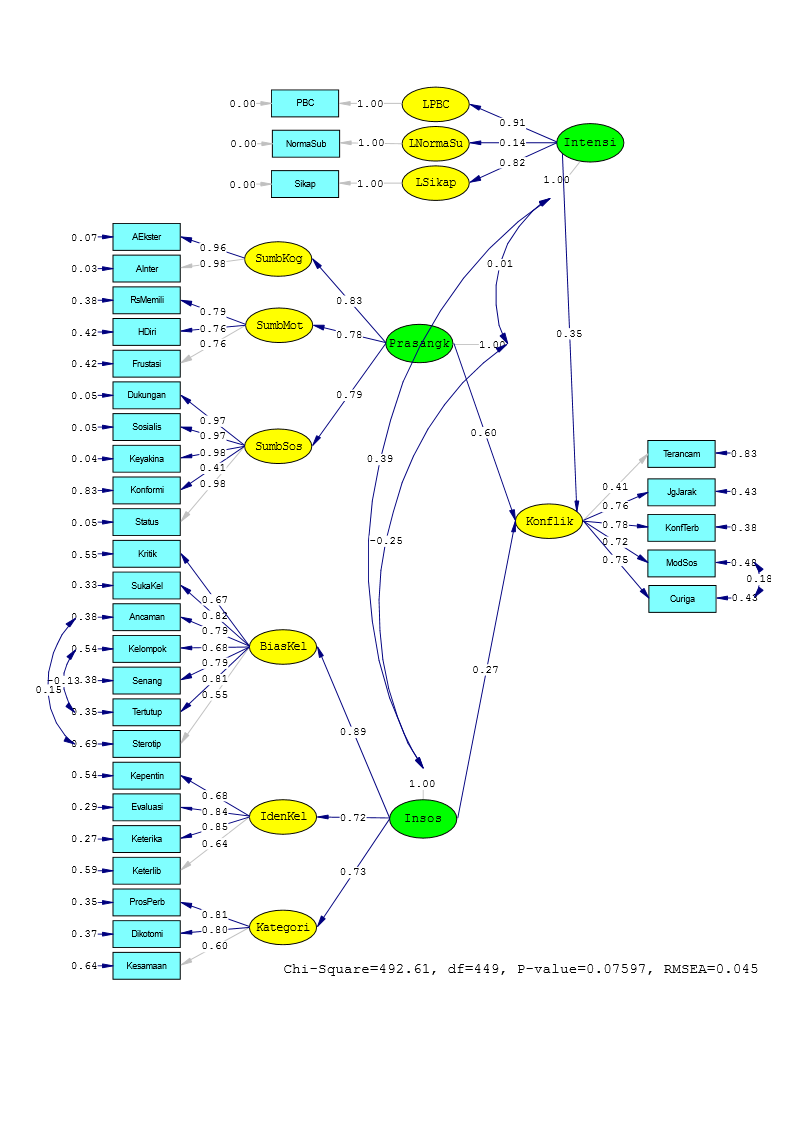 0.00 PBC 1.00 LPBC
0.91
0.00 NormaSub 1.00 LNormaSu 0.14 Intensi
0.82
0.00 Sikap 1.00 LSikap 1.00
0.07 AEkster
0.96 SumbKog
0.03 AInter 0.98 0.01
0.38 RsMemili 0.83
0.79
0.42 HDiri 0.76 SumbMot 0.78 0.35
0.76 Prasangk 1.00
0.42 Frustasi
0.05 Dukungan 0.79
0.97
0.05 Sosialis 0.97 0.60
SumbSos
0.04 Keyakina 0.98 0.39 Terancam 0.83
0.41
0.83 Konformi 0.98 0.41 JgJarak 0.43
0.76
0.05 Status Konflik 0.78 KonfTerb 0.38
0.72
0.55 Kritik -0.25 0.75 ModSos 0.48
0.18
0.33 SukaKel Curiga 0.43
0.67
0.38 Ancaman 0.82
0.79
0.54 Kelompok 0.68 BiasKel
0.79 0.27
0.15 -0.13 .38 Senang 0.81
0.55
0.35 Tertutup
0.89
0.69 Sterotip
0.54 Kepentin 1.00
0.68
0.29 Evaluasi 0.84 IdenKel 0.72 Insos
0.85
0.27 Keterika 0.64
0.59 Keterlib 0.73
0.35 ProsPerb
0.81
0.37 Dikotomi 0.80 Kategori
0.60
0.64 Kesamaan
Chi-Square=492.61, df=449, P-value=0.07597, RMSEA=0.045